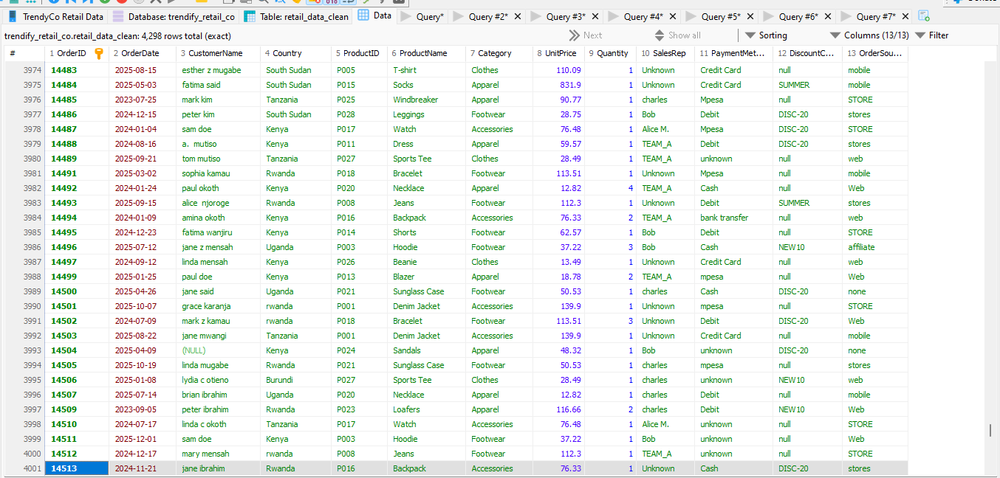 TrendyCo Retail Data Database: trendify_retail_co Table: retail_data_clean Data Query* Query #2* Query #3* Query #4* Query #5* Query #6* Query #7*
trendify_retail_co.retail_data_clean: 4,298 rows total (exact) Next Show all Sorting Columns (13/13) Filter
# 1 OrderID 2 OrderDate 3 CustomerName 4 Country 5 ProductID 6 ProductName 7 Category 8 UnitPrice 9 Quantity 10 SalesRep 11 PaymentMet... 12 DiscountC... 13 OrderSou...
3974 14483 2025-08-15 esther z mugabe South Sudan P005 T-shirt Clothes 110.09 1 Unknown Credit Card null mobile
3975 14484 2025-05-03 fatima said South Sudan P015 Socks Apparel 831.9 1 Unknown Credit Card SUMMER mobile
3976 14485 2023-07-25 mark kim Tanzania P025 Windbreaker Apparel 90.77 1 charles Mpesa null STORE
3977 14486 2024-12-15 peter kim South Sudan P028 Leggings Footwear 28.75 1 Bob Debit DISC-20 stores
3978 14487 2024-01-04 sam doe Kenya P017 Watch Accessories 76.48 1 Alice M. Mpesa DISC-20 STORE
3979 14488 2024-08-16 a.  mutiso Kenya P011 Dress Apparel 59.57 1 TEAM_A Debit DISC-20 stores
3980 14489 2025-09-21 tom mutiso Tanzania P027 Sports Tee Clothes 28.49 1 TEAM_A unknown null web
3981 14491 2025-03-02 sophia kamau Rwanda P018 Bracelet Footwear 113.51 1 Unknown Mpesa null mobile
3982 14492 2024-01-24 paul okoth Kenya P020 Necklace Apparel 12.82 4 TEAM_A Cash null Web
3983 14493 2025-09-15 alice  njoroge Rwanda P008 Jeans Footwear 112.3 1 Unknown Debit SUMMER stores
3984 14494 2024-01-09 amina okoth Kenya P016 Backpack Accessories 76.33 2 TEAM_A bank transfer null web
3985 14495 2024-12-23 fatima wanjiru Kenya P014 Shorts Footwear 62.57 1 Bob Debit null STORE
3986 14496 2025-07-12 jane z mensah Uganda P003 Hoodie Footwear 37.22 3 Bob Cash NEW10 affiliate
3987 14497 2024-09-12 linda mensah Kenya P026 Beanie Clothes 13.49 1 Unknown Credit Card null web
3988 14499 2025-01-25 paul doe Kenya P013 Blazer Apparel 18.78 2 TEAM_A mpesa null Web
3989 14500 2025-04-26 jane said Uganda P021 Sunglass Case Footwear 50.53 1 charles Cash DISC-20 none
3990 14501 2025-10-07 grace karanja rwanda P001 Denim Jacket Accessories 139.9 1 Unknown mpesa null STORE
3991 14502 2024-07-09 mark z kamau rwanda P018 Bracelet Footwear 113.51 3 Unknown Debit DISC-20 Web
3992 14503 2025-08-22 jane mwangi Tanzania P001 Denim Jacket Accessories 139.9 1 Unknown Credit Card null mobile
3993 14504 2025-04-09 (NULL) Kenya P024 Sandals Apparel 48.32 1 Bob unknown DISC-20 none
3994 14505 2025-10-19 linda mugabe Rwanda P021 Sunglass Case Footwear 50.53 1 charles mpesa null stores
3995 14506 2025-01-08 lydia c otieno Burundi P027 Sports Tee Clothes 28.49 1 charles unknown NEW10 web
3996 14507 2025-07-14 brian ibrahim Uganda P020 Necklace Apparel 12.82 1 charles Debit null mobile
3997 14509 2023-09-05 peter ibrahim Rwanda P023 Loafers Apparel 116.66 2 charles Debit NEW10 Web
3998 14510 2024-07-17 linda c okoth Tanzania P017 Watch Accessories 76.48 1 Alice M. unknown null STORE
3999 14511 2025-12-01 sam doe Kenya P003 Hoodie Footwear 37.22 1 Bob unknown null Web
4000 14512 2024-12-17 mary mensah rwanda P008 Jeans Footwear 112.3 1 TEAM_A unknown null STORE
4001 14513 2024-11-21 jane ibrahim Rwanda P016 Backpack Accessories 76.33 1 Unknown Cash DISC-20 stores